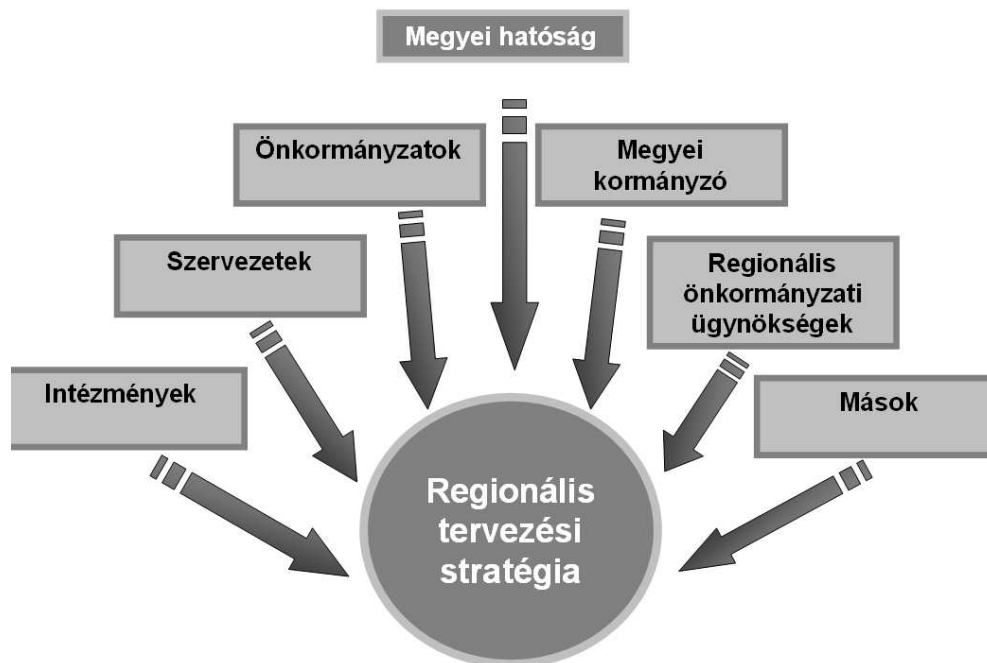 Megyei hatóság
Önkormányzatok
Megyei
kormányzó
Szervezetek
Regionális
önkormányzati
ügynökségek
Intézmények
Mások
Regionális
tervezési
stratégia